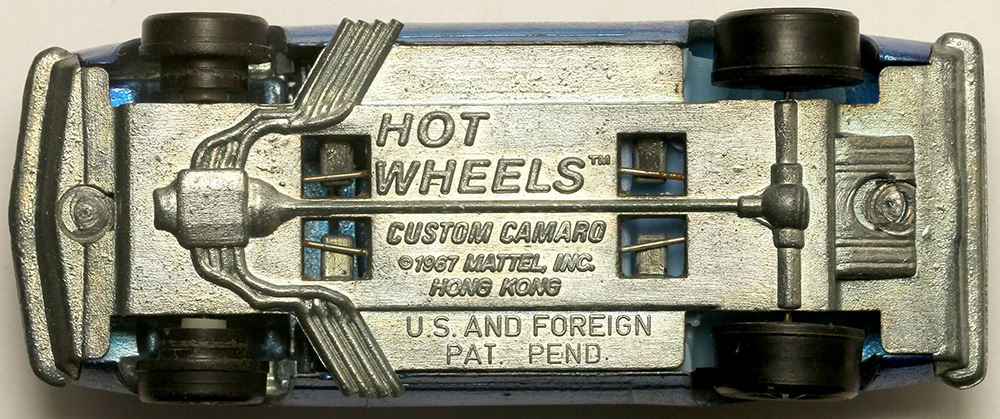 HOT
WHEELS™
CUSTOM CAMARO
©1967 MATTEL, INC.
HONG KONG
U.S. AND FOREIGN
PAT. PEND.